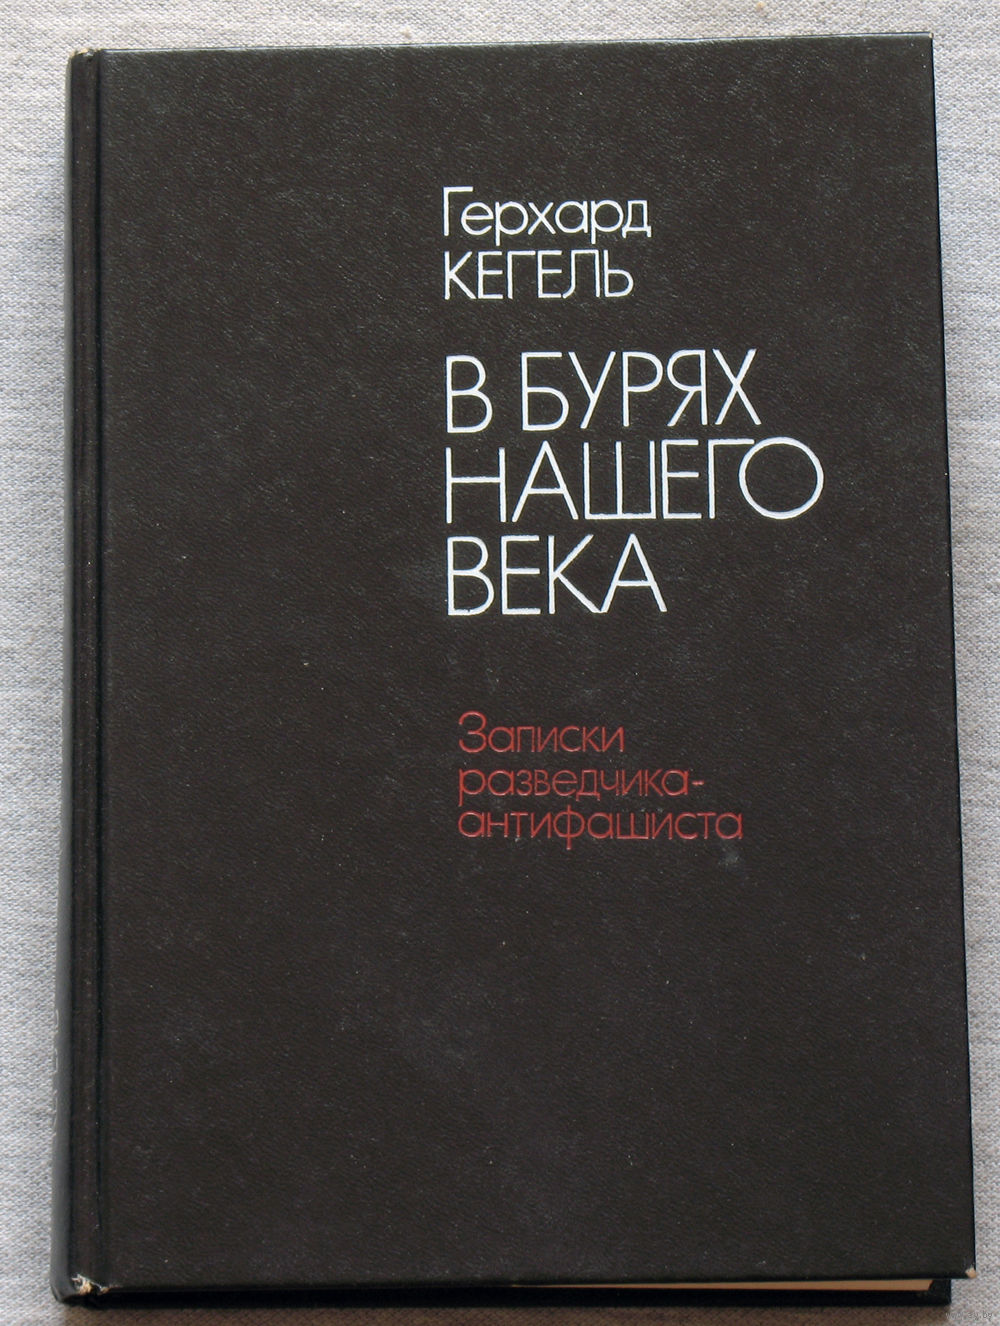 Герхард
КЕГЕЛЬ
В БУРЯХ
НАШЕГО
ВЕКА
Записки
разведчика-
антифашиста